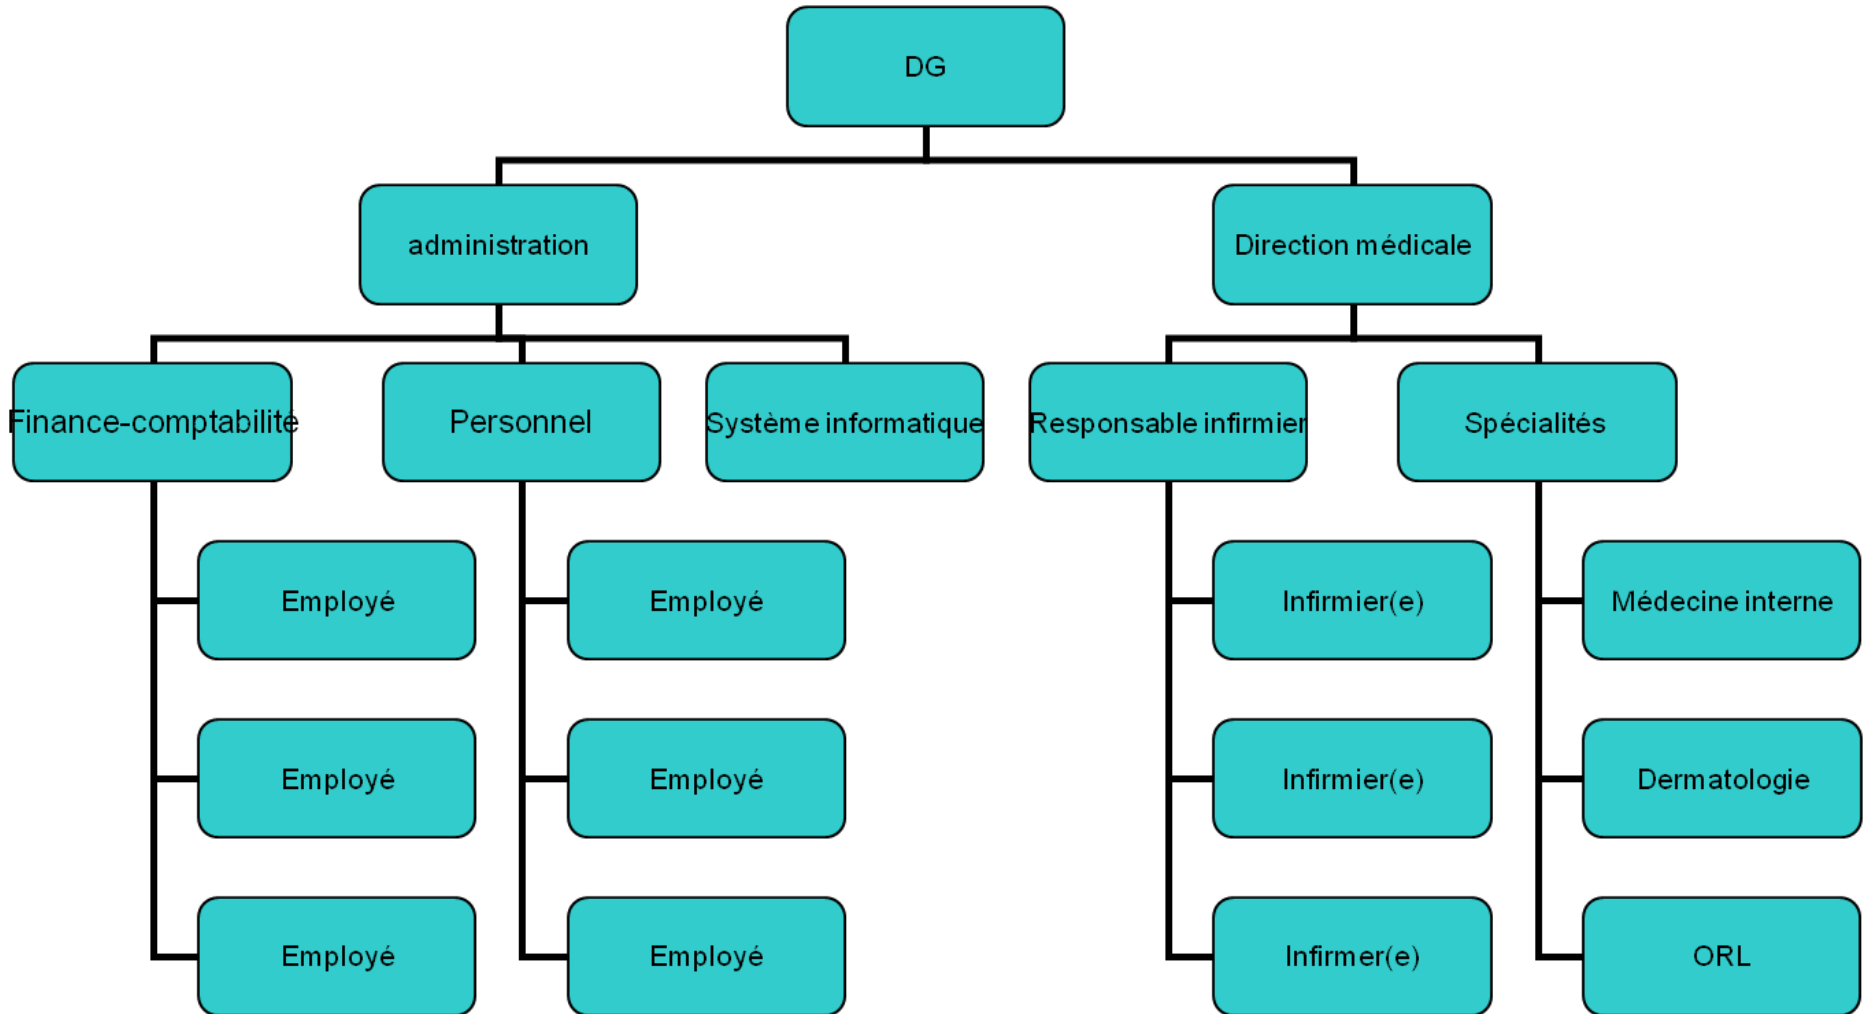 DG
administration
Direction médicale
Finance-comptabilité
Personnel
Système informatique
Responsable infirmier
Spécialités
Employé
Employé
Infirmier(e)
Médecine interne
Employé
Employé
Infirmier(e)
Dermatologie
Employé
Employé
Infirmer(e)
ORL